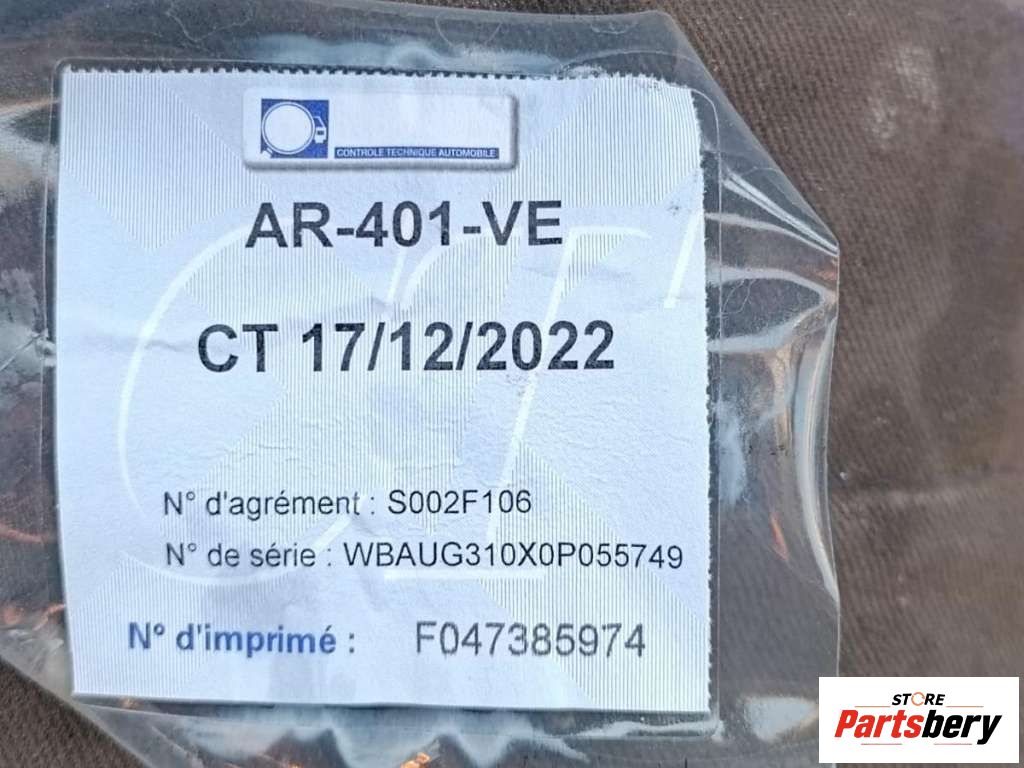 CONTROLE TECHNIQUE AUTOMOBILE
AR-401-VE
CT 17/12/2022
N° d'agrément : S002F106
N° de série : WBAUG310X0P055749
N° d'imprimé : F047385974
CT
STORE
Partsbery